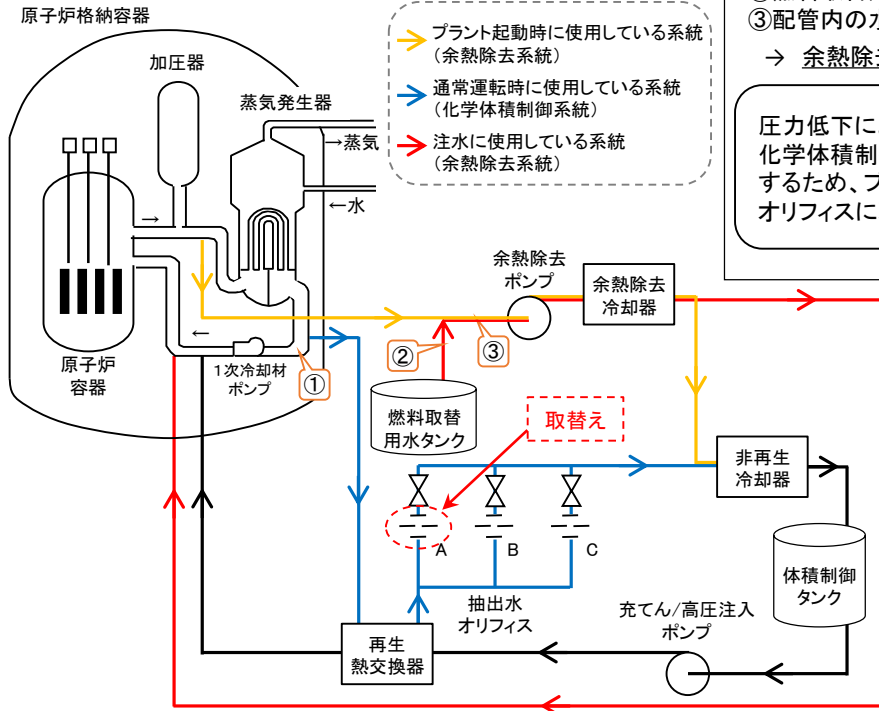 原子炉格納容器
加圧器
蒸気発生器
→蒸気
←水
→
←
原子炉
容器
1次冷却材
ポンプ
①
プラント起動時に使用している系統
(余熱除去系統)
通常運転時に使用している系統
(化学体積制御系統)
注水に使用している系統
(余熱除去系統)
③配管内の水
→ 余熱除
圧力低下に
化学体積制
するため、フ
オリフィスに
余熱除去
ポンプ
余熱除去
冷却器
②
③
燃料取替
用水タンク
取替え
非再生
冷却器
A
B
C
抽出水
オリフィス
体積制御
タンク
充てん/高圧注入
ポンプ
再生
熱交換器